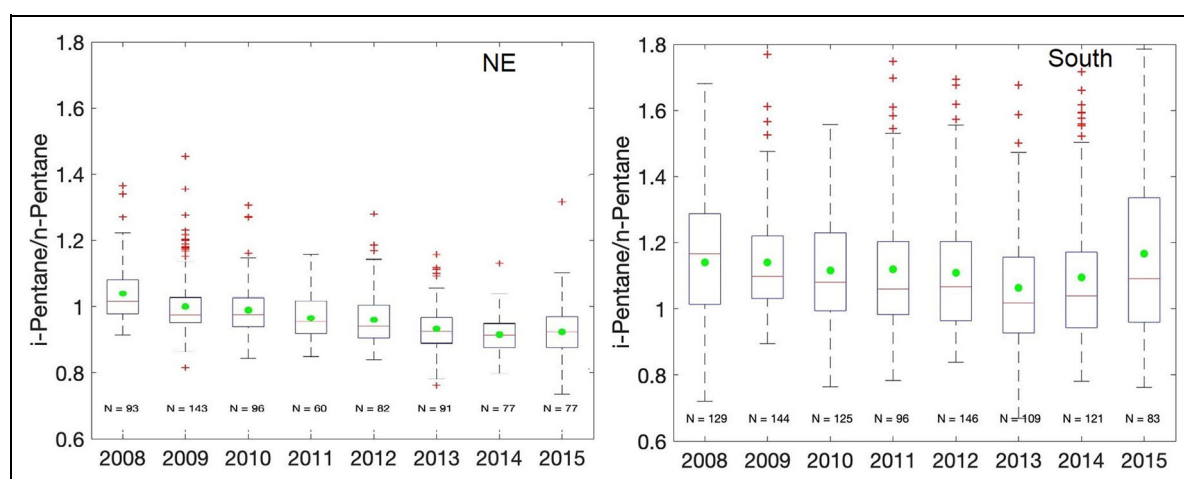 NE
i-Pentane/n-Pentane
1.8
1.6
1.4
1.2
1
0.8
0.6
N = 93 N = 143 N = 96 N = 60 N = 82 N = 91 N = 77 N = 77
2008 2009 2010 2011 2012 2013 2014 2015
South
i-Pentane/n-Pentane
1.8
1.6
1.4
1.2
1
0.8
0.6
N = 129 N = 144 N = 125 N = 96 N = 146 N = 109 N = 121 N = 83
2008 2009 2010 2011 2012 2013 2014 2015